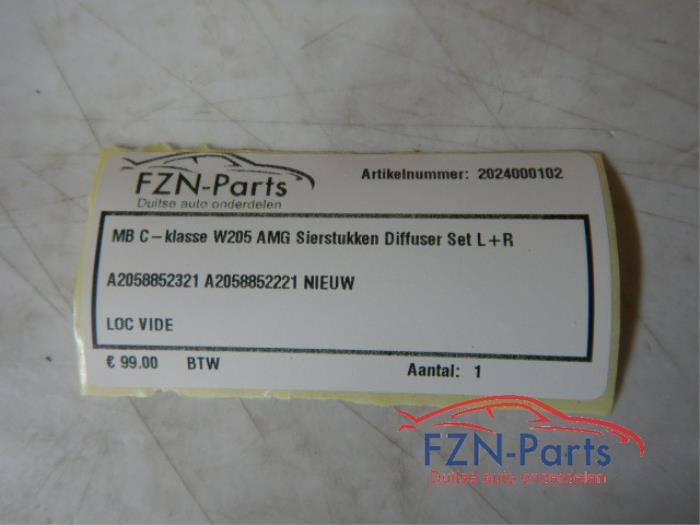 FZN-Parts
Duitse auto onderdelen
Artikelnummer: 2024000102
MB C-klasse W205 AMG Sierstukken Diffuser Set L+R
A2058852321 A2058852221 NIEUW
LOC VIDE
€ 99.00 BTW
Aantal: 1
FZN-Parts
Duitse auto onderdelen